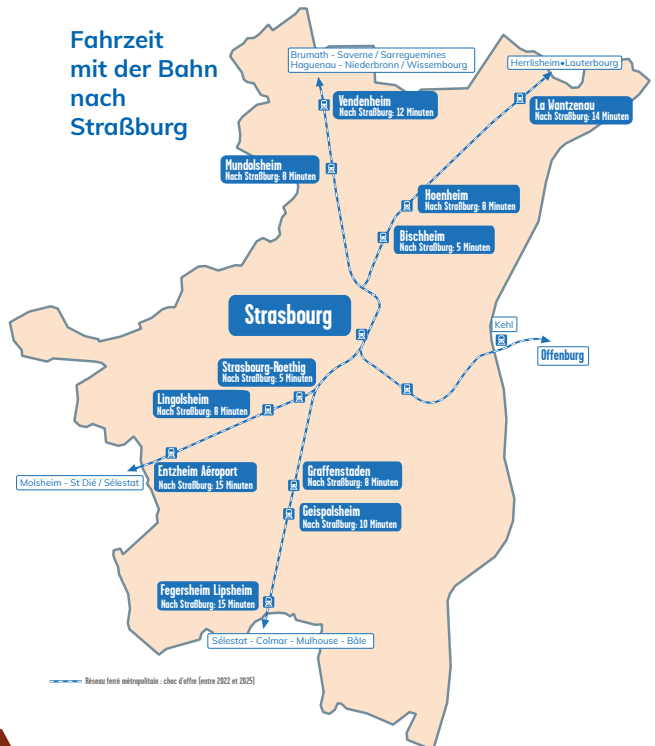 Fahrzeit
mit der Bahn
nach
Straßburg
Brumath - Saverne / Sarreguemines
Haguenau - Niederbronn / Wissembourg
Herrlisheim•Lauterbourg
Vendenheim
Nach Straßburg: 12 Minuten
La Wantzenau
Nach Straßburg: 14 Minuten
Mundolsheim
Nach Straßburg: 8 Minuten
Hoenheim
Nach Straßburg: 8 Minuten
Bischheim
Nach Straßburg: 5 Minuten
Strasbourg
Kehl
Offenburg
Strasbourg-Roethig
Nach Straßburg: 5 Minuten
Lingolsheim
Nach Straßburg: 8 Minuten
Entzheim Aéroport
Nach Straßburg: 15 Minuten
Molsheim - St Dié / Sélestat
Graffenstaden
Nach Straßburg: 8 Minuten
Geispolsheim
Nach Straßburg: 10 Minuten
Fegersheim Lipsheim
Nach Straßburg: 15 Minuten
Sélestat - Colmar - Mulhouse - Bâle
Réseau ferré métropolitain : choc d'offre (entre 2022 et 2025)